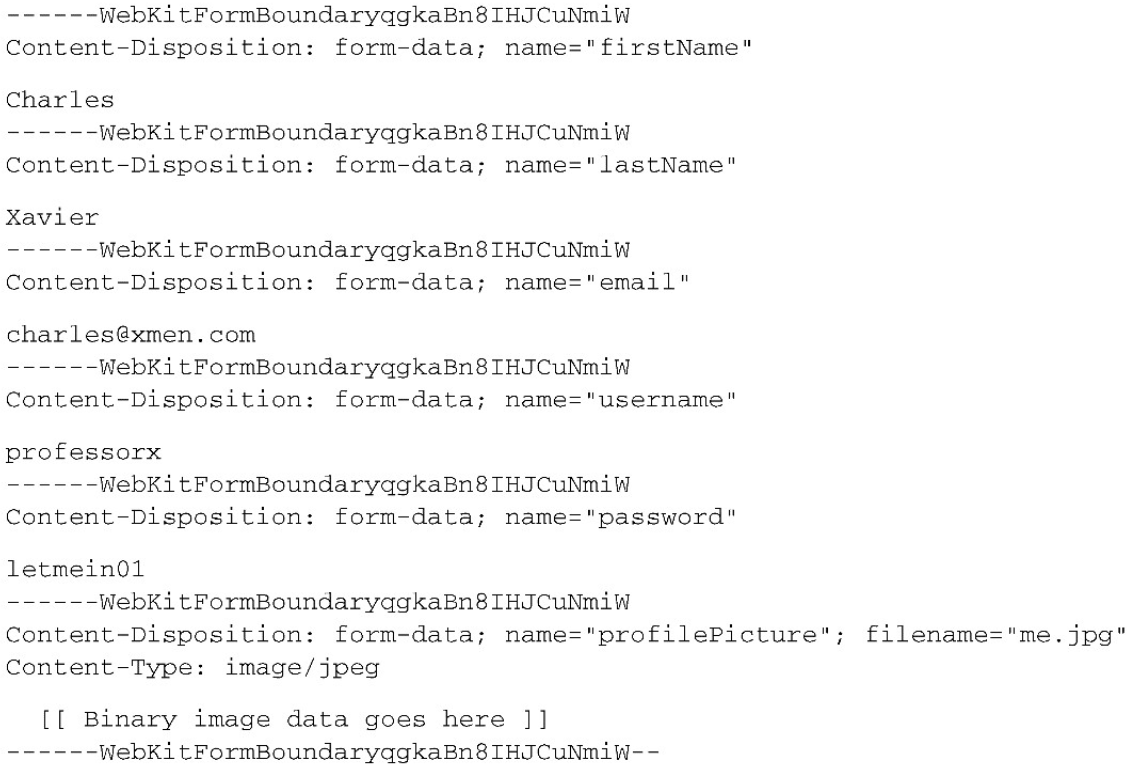 ------WebKitFormBoundaryqgkaBn8IHJCuNmiW
Content-Disposition: form-data; name="firstName"
Charles
------WebKitFormBoundaryqgkaBn8IHJCuNmiW
Content-Disposition: form-data; name="lastName"
Xavier
------WebKitFormBoundaryqgkaBn8IHJCuNmiW
Content-Disposition: form-data; name="email"
charles@xmen.com
------WebKitFormBoundaryqgkaBn8IHJCuNmiW
Content-Disposition: form-data; name="username"
professorx
------WebKitFormBoundaryqgkaBn8IHJCuNmiW
Content-Disposition: form-data; name="password"
letmein01
------WebKitFormBoundaryqgkaBn8IHJCuNmiW
Content-Disposition: form-data; name="profilePicture"; filename="me.jpg"
Content-Type: image/jpeg
[[ Binary image data goes here ]]
------WebKitFormBoundaryqgkaBn8IHJCuNmiW--